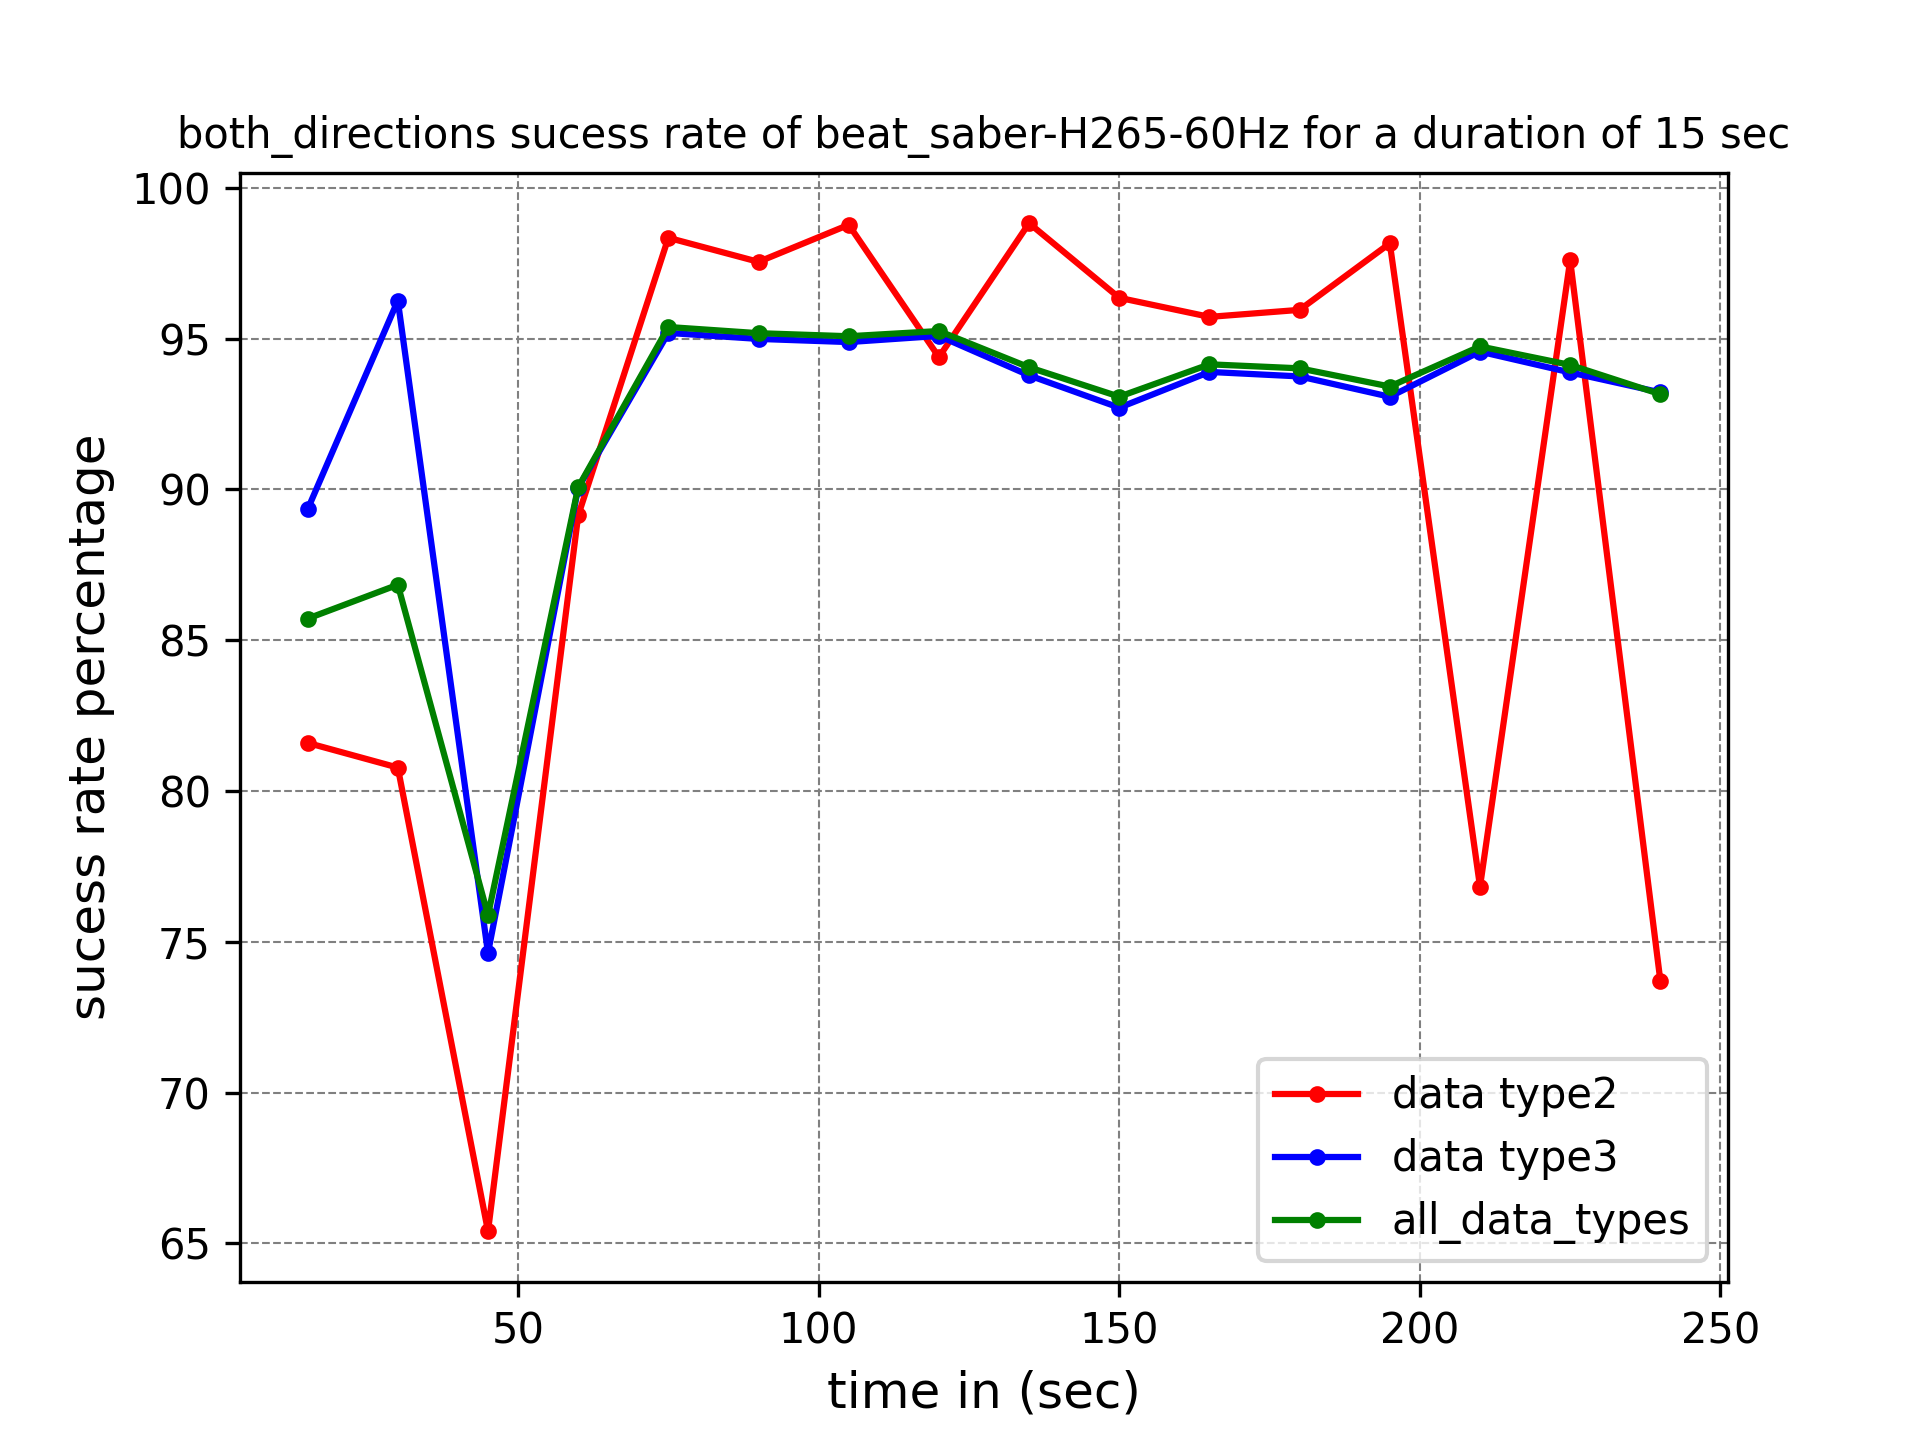 both_directions sucess rate of beat_saber-H265-60Hz for a duration of 15 sec
sucess rate percentage
100
95
90
85
80
75
70
65
data type2
data type3
all_data_types
50 100 150 200 250
time in (sec)